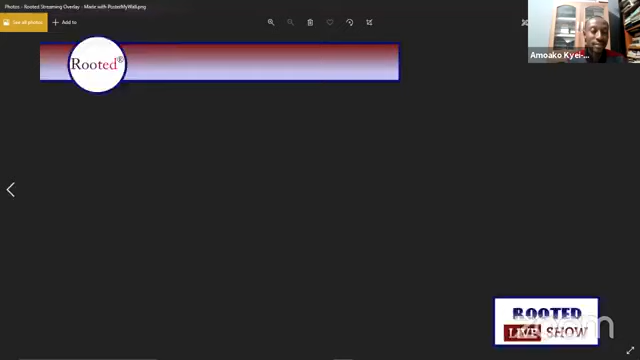 Photos - Rooted Streaming Overlay - Made with PosterMyWall.png
See all photos
Add to
Amoako Kyei-...
Rooted®
ROOTED
LIVE SHOW
zoom